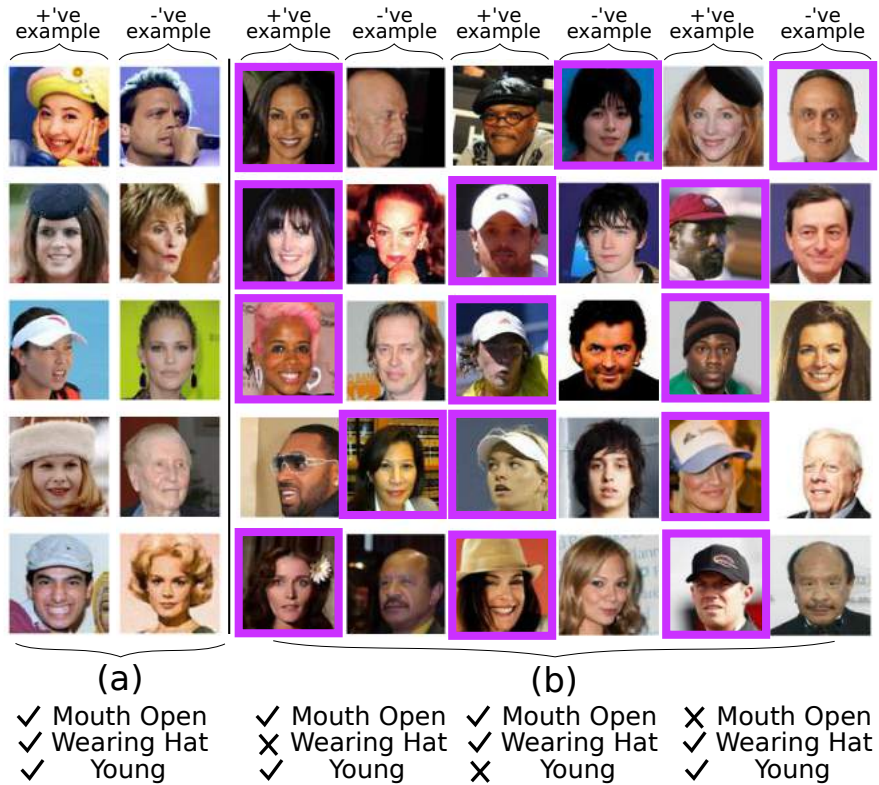 +'ve example
-'ve example
+'ve example
-'ve example
+'ve example
-'ve example
+'ve example
-'ve example
(a)
(b)
✓ Mouth Open
✓ Wearing Hat
✓ Young
✓ Mouth Open
✗ Wearing Hat
✓ Young
✓ Mouth Open
✓ Wearing Hat
✗ Young
✗ Mouth Open
✓ Wearing Hat
✓ Young